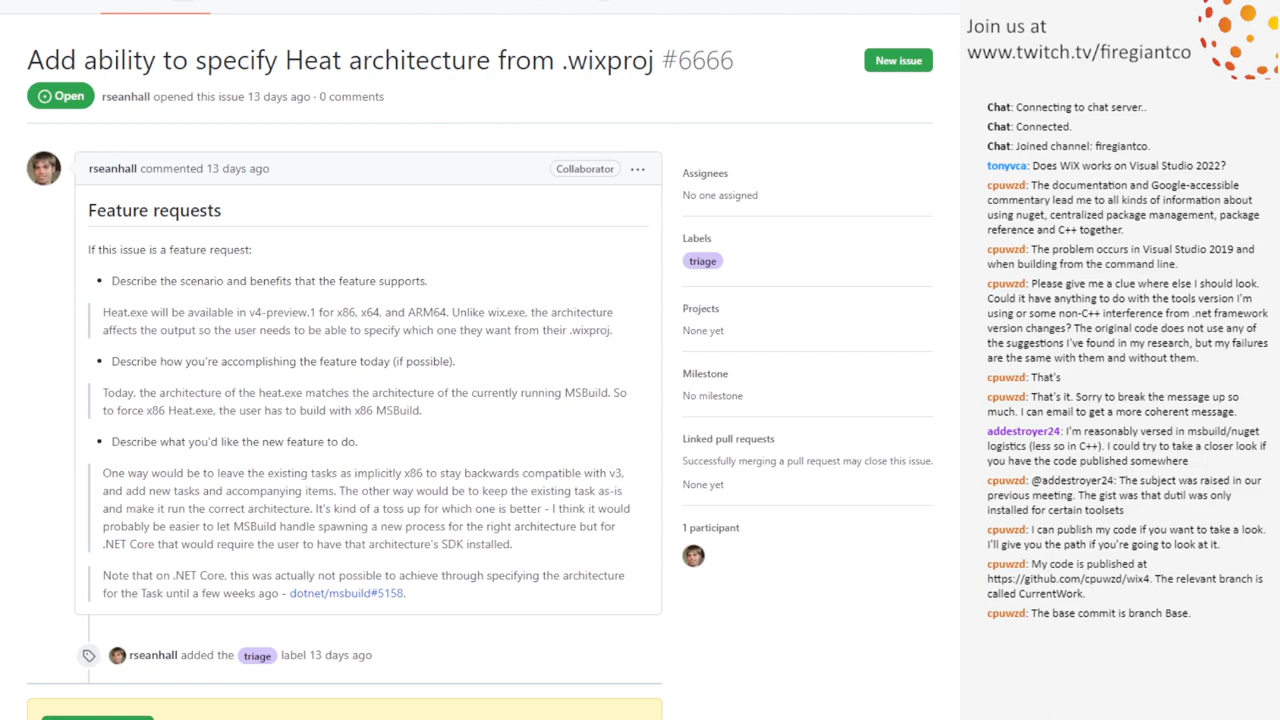 Add ability to specify Heat architecture from .wixproj #6666
New issue
Open
rseanhall opened this issue 13 days ago · 0 comments
rseanhall commented 13 days ago
Collaborator
Feature requests
If this issue is a feature request:
• Describe the scenario and benefits that the feature supports.
Heat.exe will be available in v4-preview.1 for x86, x64, and ARM64. Unlike wix.exe, the architecture
affects the output so the user needs to be able to specify which one they want from their .wixproj.
• Describe how you're accomplishing the feature today (if possible).
Today, the architecture of the heat.exe matches the architecture of the currently running MSBuild. So
to force x86 Heat.exe, the user has to build with x86 MSBuild.
• Describe what you'd like the new feature to do.
One way would be to leave the existing tasks as implicitly x86 to stay backwards compatible with v3,
and add new tasks and accompanying items. The other way would be to keep the existing task as-is
and make it run the correct architecture. It's kind of a toss up for which one is better - I think it would
probably be easier to let MSBuild handle spawning a new process for the right architecture but for
.NET Core that would require the user to have that architecture's SDK installed.
Note that on .NET Core, this was actually not possible to achieve through specifying the architecture
for the Task until a few weeks ago - dotnet/msbuild#5158.
rseanhall added the triage label 13 days ago
Assignees
No one assigned
Labels
triage
Projects
None yet
Milestone
No milestone
Linked pull requests
Successfully merging a pull request may close this issue.
None yet
1 participant
Join us at
www.twitch.tv/firegiantco
Chat: Connecting to chat server..
Chat: Connected.
Chat: Joined channel: firegiantco.
tonyvca: Does WiX works on Visual Studio 2022?
cpuwzd: The documentation and Google-accessible
commentary lead me to all kinds of information about
using nuget, centralized package management, package
reference and C++ together.
cpuwzd: The problem occurs in Visual Studio 2019 and
when building from the command line.
cpuwzd: Please give me a clue where else I should look.
Could it have anything to do with the tools version I'm
using or some non-C++ interference from .net framework
version changes? The original code does not use any of
the suggestions I've found in my research, but my failures
are the same with them and without them.
cpuwzd: That's
cpuwzd: That's it. Sorry to break the message up so
much. I can email to get a more coherent message.
addestroyer24: I'm reasonably versed in msbuild/nuget
logistics (less so in C++). I could try to take a closer look if
you have the code published somewhere
cpuwzd: @addestroyer24: The subject was raised in our
previous meeting. The gist was that dutil was only
installed for certain toolsets
cpuwzd: I can publish my code if you want to take a look.
I'll give you the path if you're going to look at it.
cpuwzd: My code is published at
https://github.com/cpuwzd/wix4. The relevant branch is
called CurrentWork.
cpuwzd: The base commit is branch Base.